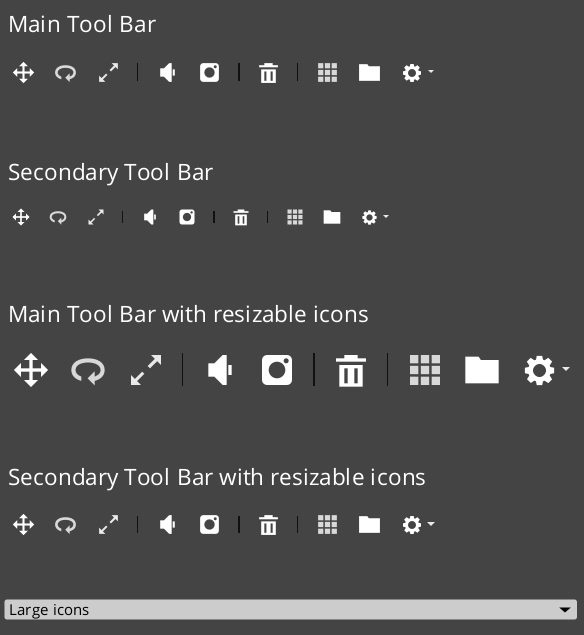 Main Tool Bar
Secondary Tool Bar
Main Tool Bar with resizable icons
Secondary Tool Bar with resizable icons
Large icons